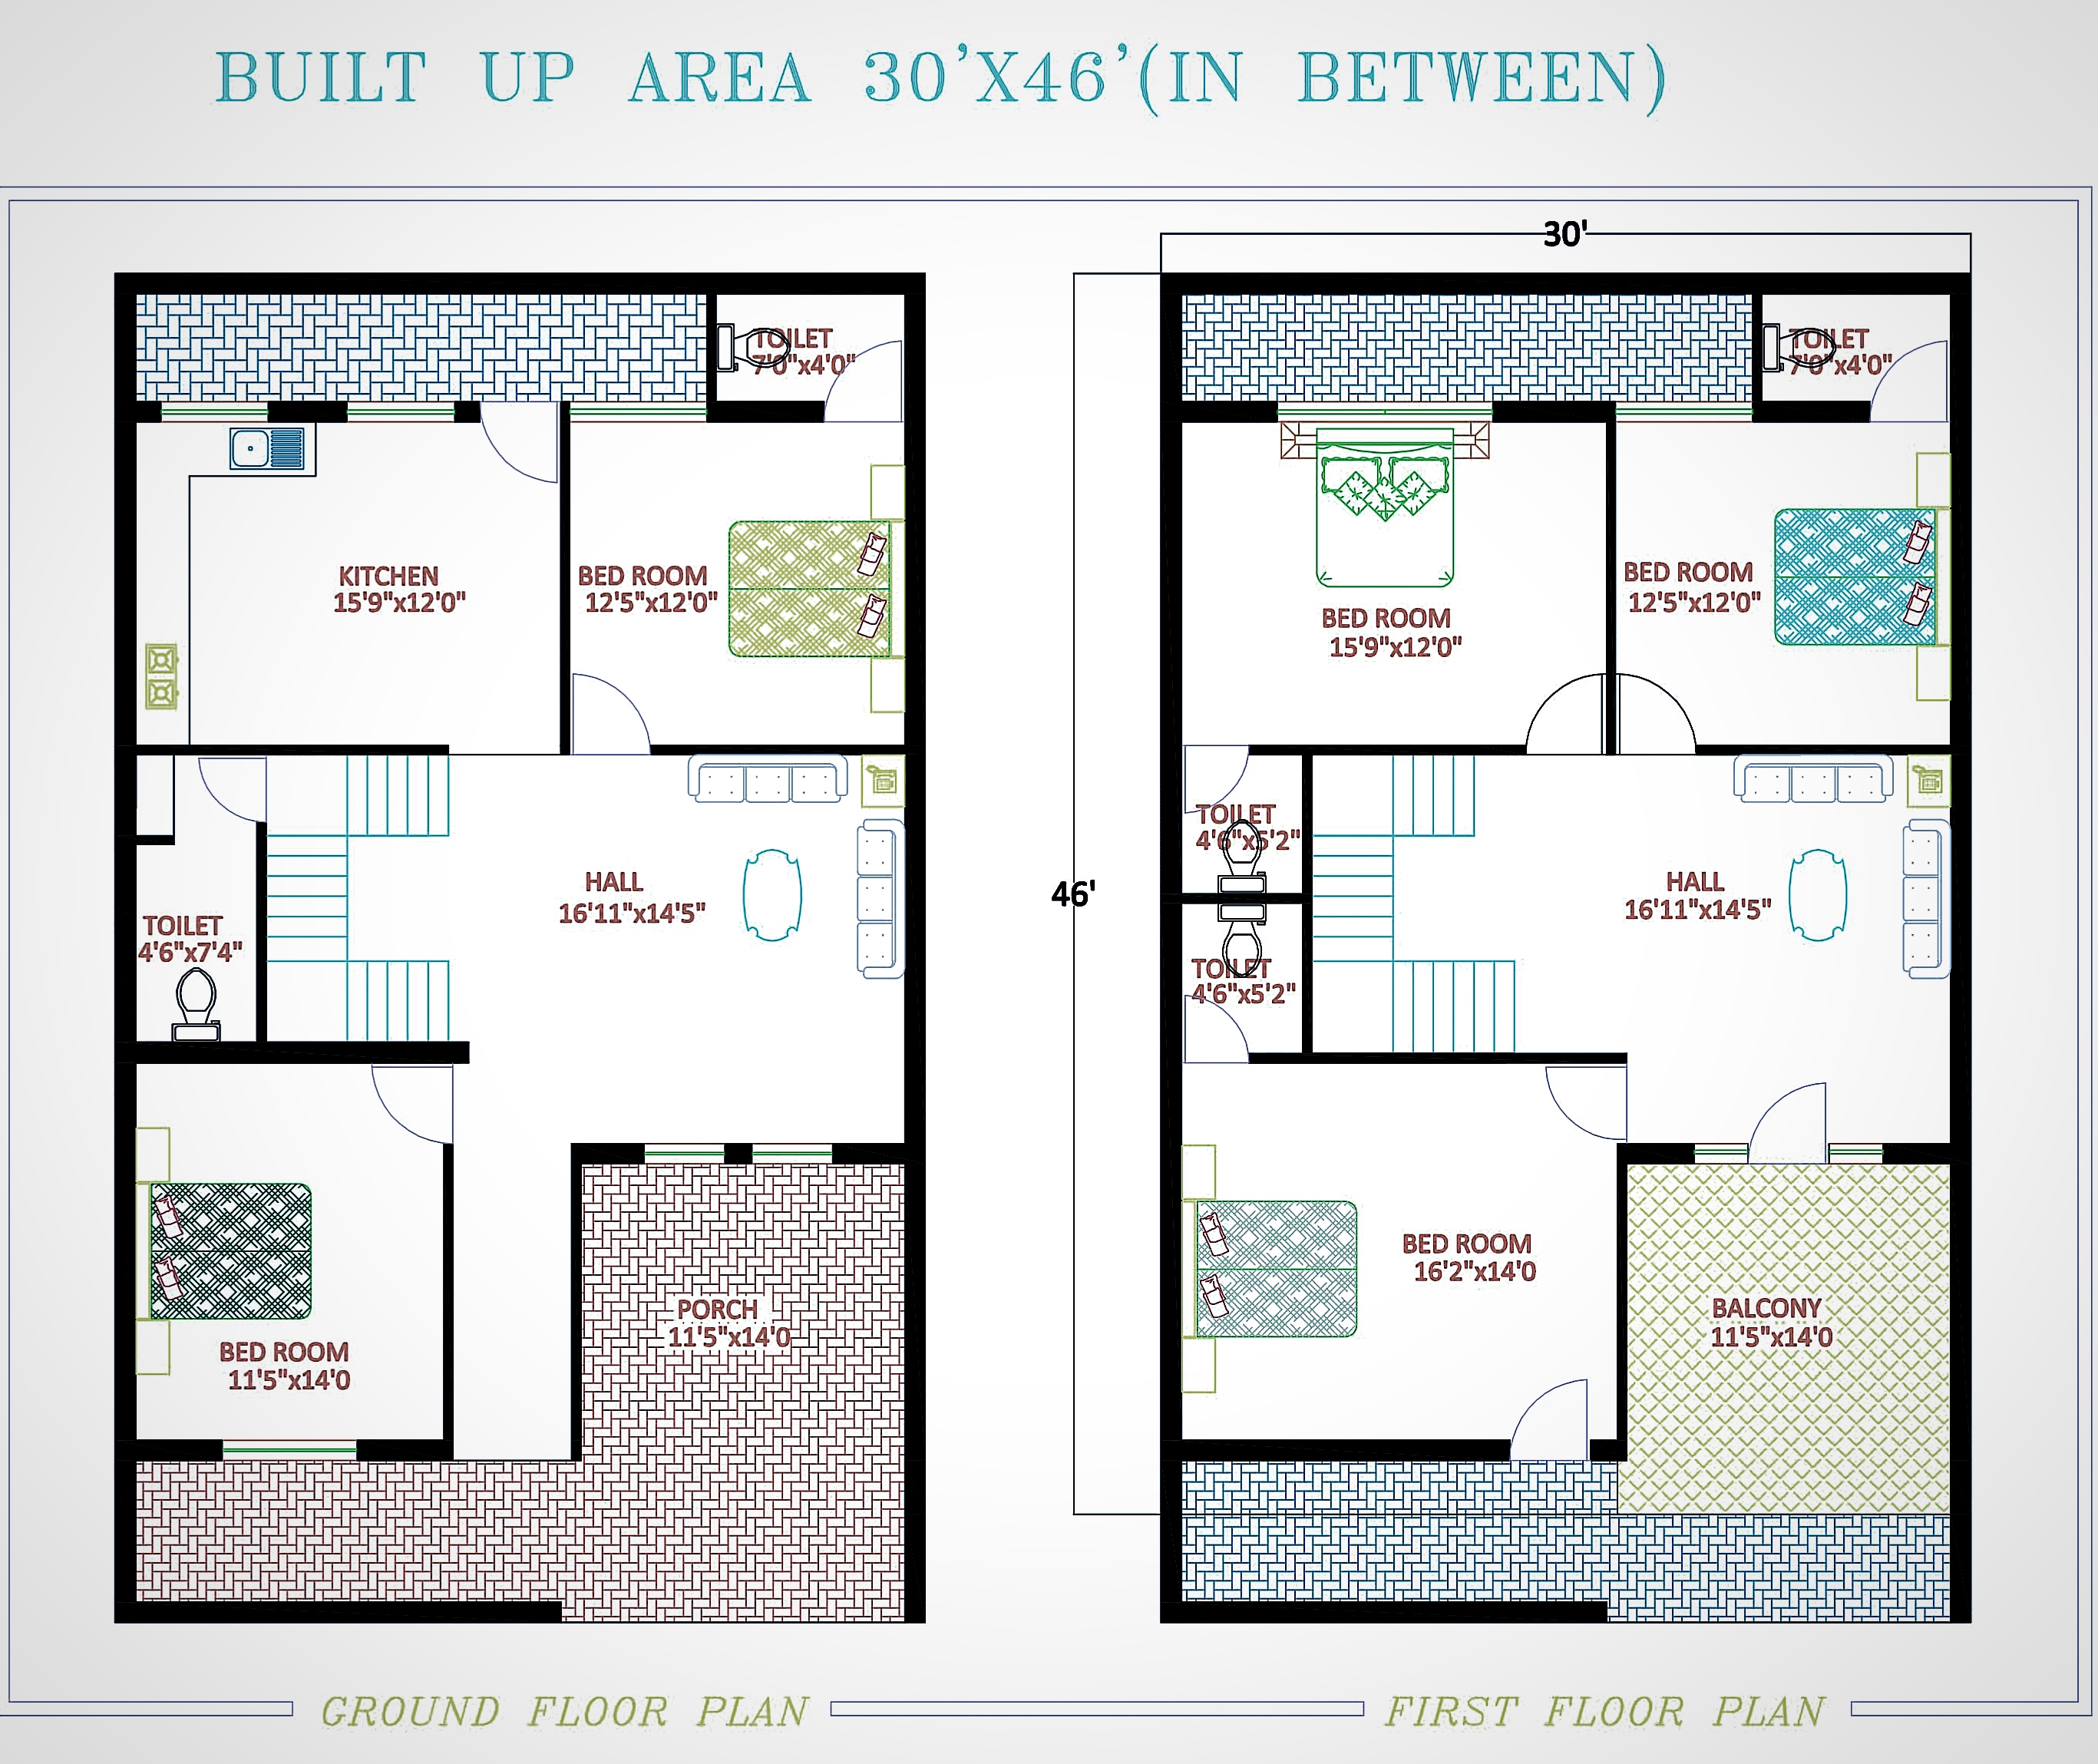 BUILT UP AREA 30'X46'(IN BETWEEN)
TOILET
7'0"x4'0"
KITCHEN
15'9"x12'0"
BED ROOM
12'5"x12'0"
HALL
16'11"x14'5"
TOILET
4'6"x7'4"
BED ROOM
11'5"x14'0
PORCH
11'5"x14'0
GROUND FLOOR PLAN
30'
46'
TOILET
7'0"x4'0"
BED ROOM
15'9"x12'0"
BED ROOM
12'5"x12'0"
TOILET
4'6"x5'2"
HALL
16'11"x14'5"
TOILET
4'6"x5'2"
BED ROOM
16'2"x14'0
BALCONY
11'5"x14'0
FIRST FLOOR PLAN